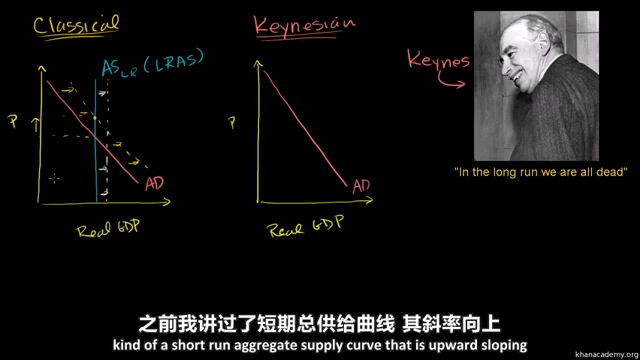 Classical
Keynesian
AS LR (LRAS)
Keynes
P
P
AD
AD
Real GDP
Real GDP
"In the long run we are all dead"
之前我讲过了短期总供给曲线 其斜率向上
kind of a short run aggregate supply curve that is upward sloping
khanacademy.org